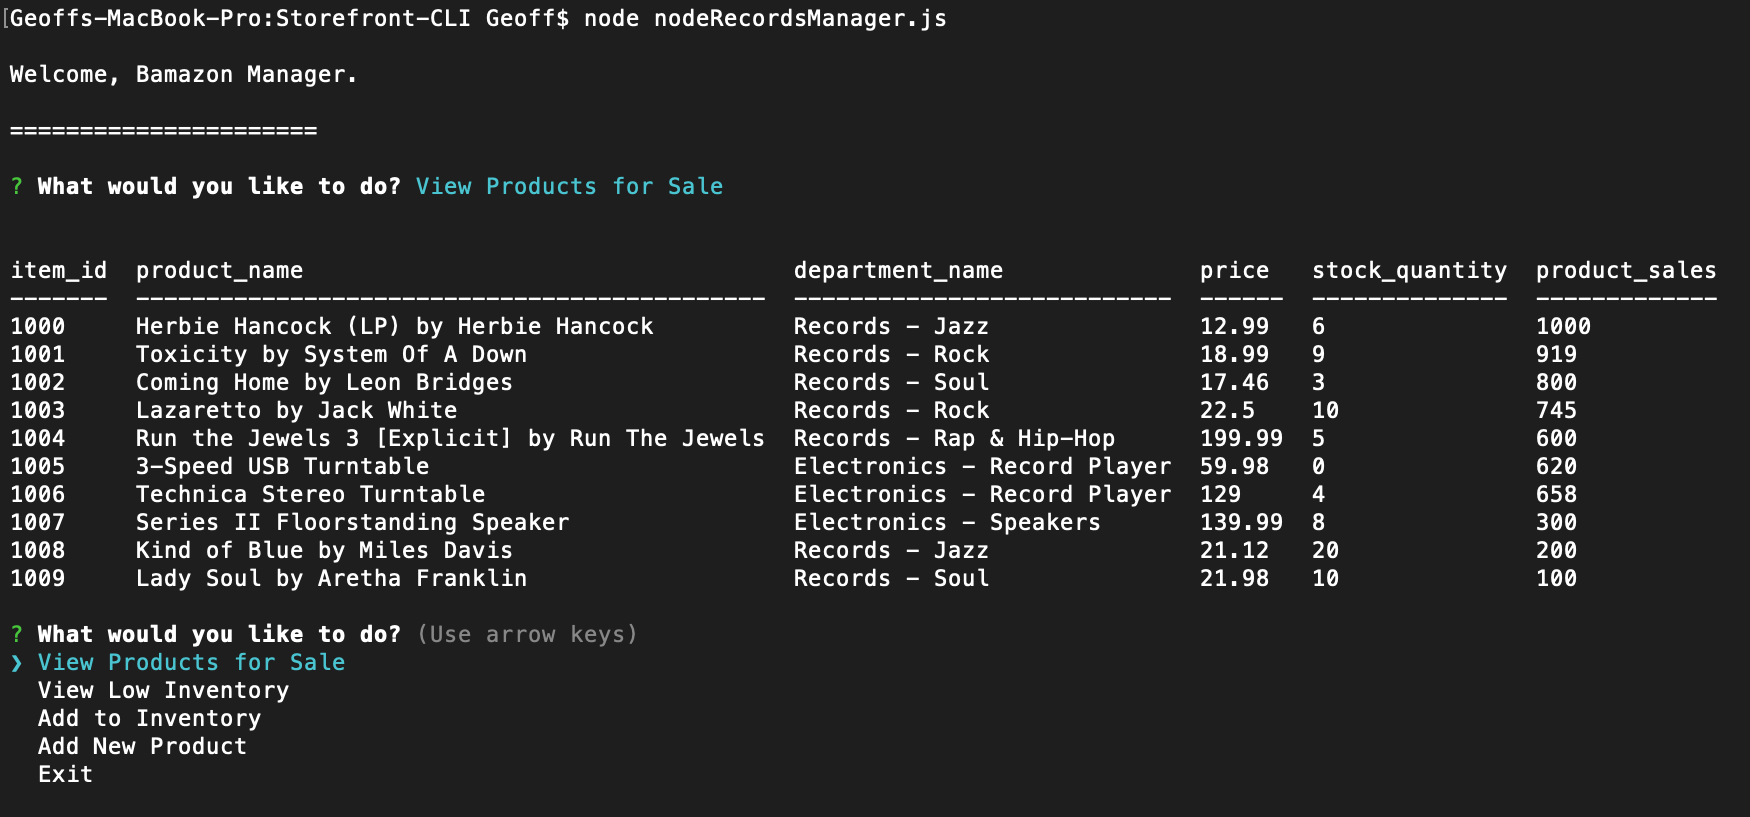 [Geoffs-MacBook-Pro:Storefront-CLI Geoff$ node nodeRecordsManager.js
Welcome, Bamazon Manager.
======================
? What would you like to do? View Products for Sale
item_id  product_name                                   department_name              price   stock_quantity  product_sales
-------  ---------------------------------------------  ---------------------------  ------  --------------  -------------
1000     Herbie Hancock (LP) by Herbie Hancock          Records - Jazz               12.99   6               1000
1001     Toxicity by System Of A Down                   Records - Rock               18.99   9               919
1002     Coming Home by Leon Bridges                    Records - Soul               17.46   3               800
1003     Lazaretto by Jack White                        Records - Rock               22.5    10              745
1004     Run the Jewels 3 [Explicit] by Run The Jewels  Records - Rap & Hip-Hop      199.99  5               600
1005     3-Speed USB Turntable                          Electronics - Record Player  59.98   0               620
1006     Technica Stereo Turntable                      Electronics - Record Player  129     4               658
1007     Series II Floorstanding Speaker                Electronics - Speakers       139.99  8               300
1008     Kind of Blue by Miles Davis                    Records - Jazz               21.12   20              200
1009     Lady Soul by Aretha Franklin                   Records - Soul               21.98   10              100
? What would you like to do? (Use arrow keys)
❯ View Products for Sale
  View Low Inventory
  Add to Inventory
  Add New Product
  Exit